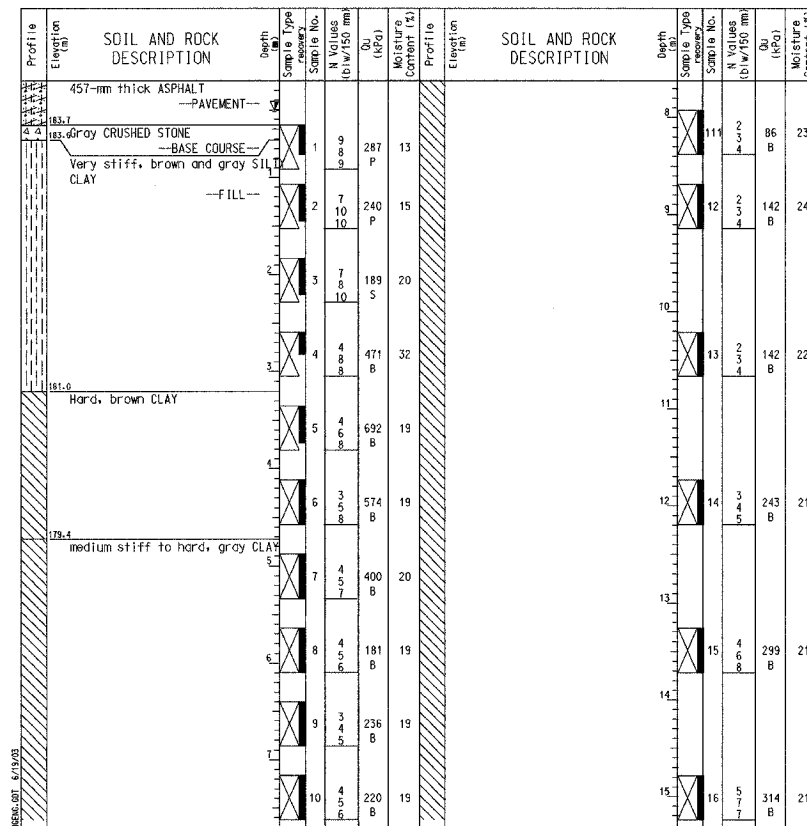 Profile Elevation (m) SOIL AND ROCK DESCRIPTION Depth (m) Sample Type recovery Sample No. N Values (blw/150 mm) Qu (kPa) Moisture Content (%)
457-mm thick ASPHALT
--PAVEMENT--
183.7
183.6 Gray CRUSHED STONE
--BASE COURSE--
Very stiff, brown and gray SILTY
CLAY
--FILL--
1
1 9 8 9 287 P 13
2 7 10 10 240 P 15
2
3 7 8 10 189 S 20
3
4 4 8 8 471 B 32
181.0
Hard, brown CLAY
5 4 6 8 692 B 19
4
6 3 5 8 574 B 19
179.4
medium stiff to hard, gray CLAY
5
7 4 5 7 400 B 20
6
8 4 5 6 181 B 19
9 3 4 5 236 B 19
7
10 4 5 6 220 B 19
6/19/03
Profile Elevation (m) SOIL AND ROCK DESCRIPTION Depth (m) Sample Type recovery Sample No. N Values (blw/150 mm) Qu (kPa) Moisture
8
111 2 3 4 86 B 23
9
12 2 3 4 142 B 24
10
13 2 3 4 142 B 22
11
12
14 3 4 5 243 B 21
13
15 4 6 8 299 B 21
14
15
16 5 7 7 314 B 21